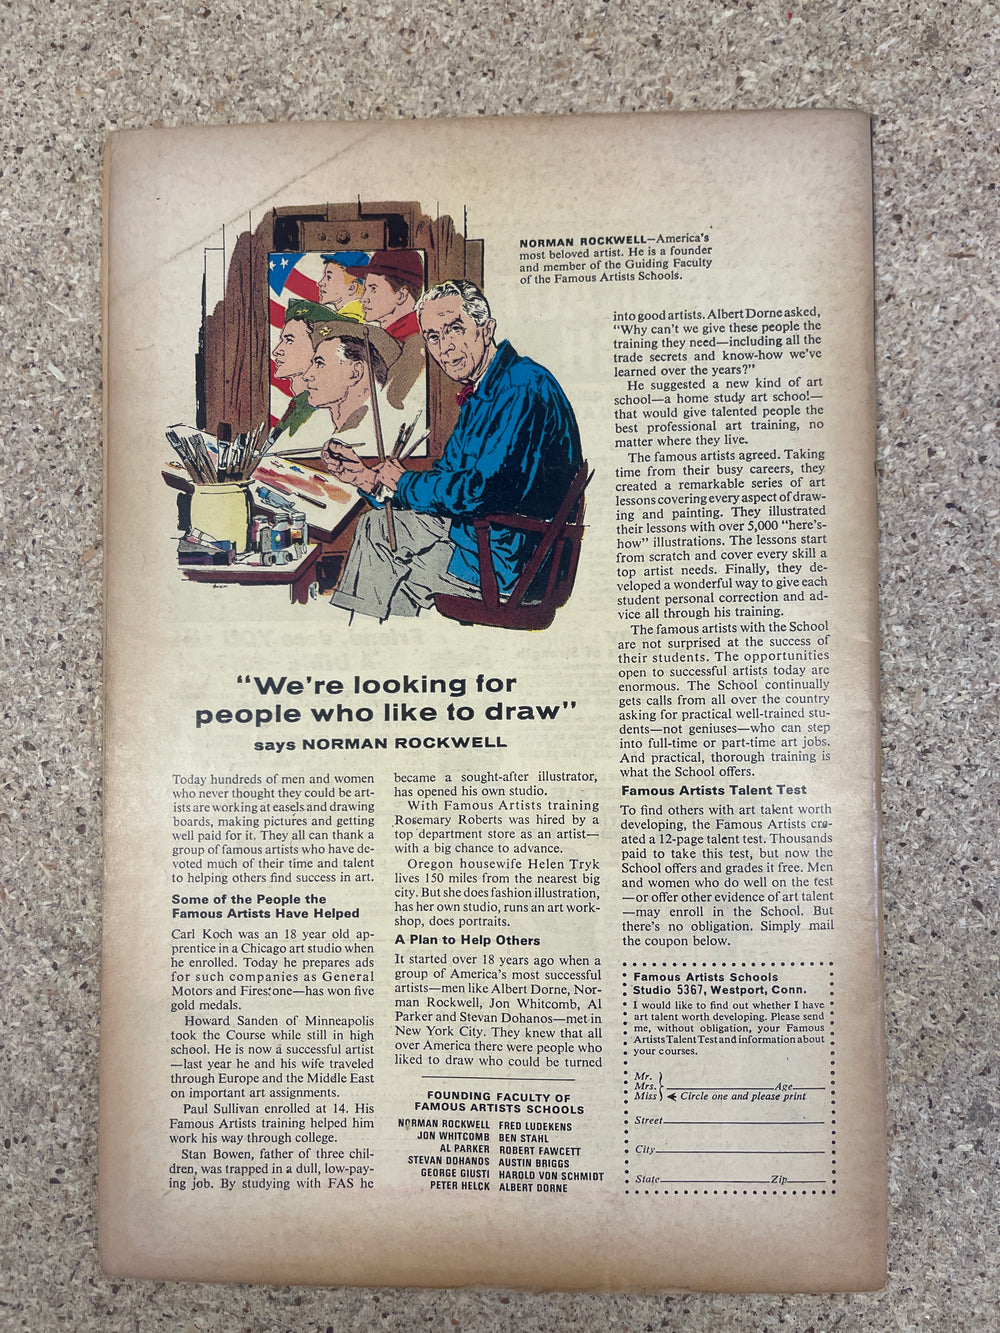 NORMAN ROCKWELL—America's
most beloved artist. He is a founder
and member of the Guiding Faculty
of the Famous Artists Schools.
"We're looking for
people who like to draw"
says NORMAN ROCKWELL
Today hundreds of men and women
who never thought they could be art-
ists are working at easels and drawing
boards, making pictures and getting
well paid for it. They all can thank a
group of famous artists who have de-
voted much of their time and talent
to helping others find success in art.
Some of the People the
Famous Artists Have Helped
Carl Koch was an 18 year old ap-
prentice in a Chicago art studio when
he enrolled. Today he prepares ads
for such companies as General
Motors and Firestone—has won five
gold medals.
Howard Sanden of Minneapolis
took the Course while still in high
school. He is now a successful artist
—last year he and his wife traveled
through Europe and the Middle East
on important art assignments.
Paul Sullivan enrolled at 14. His
Famous Artists training helped him
work his way through college.
Stan Bowen, father of three chil-
dren, was trapped in a dull, low-pay-
ing job. By studying with FAS he
became a sought-after illustrator,
has opened his own studio.
With Famous Artists training
Rosemary Roberts was hired by a
top department store as an artist—
with a big chance to advance.
Oregon housewife Helen Tryk
lives 150 miles from the nearest big
city. But she does fashion illustration,
has her own studio, runs an art work-
shop, does portraits.
A Plan to Help Others
It started over 18 years ago when a
group of America's most successful
artists—men like Albert Dorne, Nor-
man Rockwell, Jon Whitcomb, Al
Parker and Stevan Dohanos—met in
New York City. They knew that all
over America there were people who
liked to draw who could be turned
FOUNDING FACULTY OF
FAMOUS ARTISTS SCHOOLS
NORMAN ROCKWELL FRED LUDEKENS
JON WHITCOMB BEN STAHL
AL PARKER ROBERT FAWCETT
STEVAN DOHANOS AUSTIN BRIGGS
GEORGE GIUSTI HAROLD VON SCHMIDT
PETER HELCK ALBERT DORNE
into good artists. Albert Dorne asked,
"Why can't we give these people the
training they need—including all the
trade secrets and know-how we've
learned over the years?"
He suggested a new kind of art
school—a home study art school—
that would give talented people the
best professional art training, no
matter where they live.
The famous artists agreed. Taking
time from their busy careers, they
created a remarkable series of art
lessons covering every aspect of draw-
ing and painting. They illustrated
their lessons with over 5,000 "here's-
how" illustrations. The lessons start
from scratch and cover every skill a
top artist needs. Finally, they de-
veloped a wonderful way to give each
student personal correction and ad-
vice all through his training.
The famous artists with the School
are not surprised at the success of
their students. The opportunities
open to successful artists today are
enormous. The School continually
gets calls from all over the country
asking for practical well-trained stu-
dents—not geniuses—who can step
into full-time or part-time art jobs.
And practical, thorough training is
what the School offers.
Famous Artists Talent Test
To find others with art talent worth
developing, the Famous Artists cre-
ated a 12-page talent test. Thousands
paid to take this test, but now the
School offers and grades it free. Men
and women who do well on the test
—or offer other evidence of art talent
—may enroll in the School. But
there's no obligation. Simply mail
the coupon below.
Famous Artists Schools
Studio 5367, Westport, Conn.
I would like to find out whether I have
art talent worth developing. Please send
me, without obligation, your Famous
Artists Talent Test and information about
your courses.
Mr.
Mrs. Age
Miss Circle one and please print
Street
City
State Zip